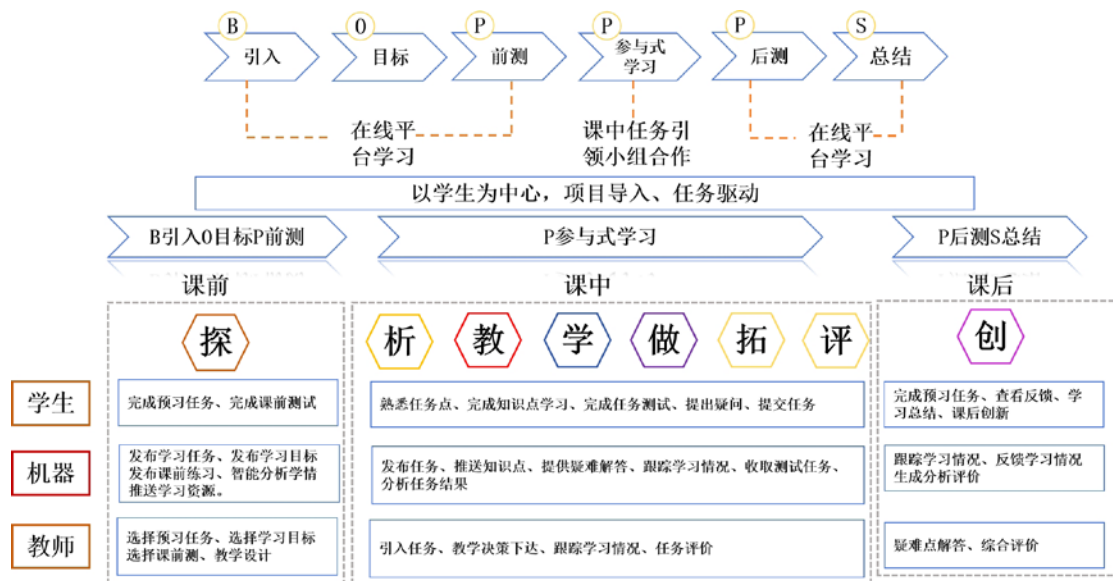 B O P P P S
引入 目标 前测 参与式 后测 总结
学习
在线平 课中任务引 在线平
台学习 领小组合作 台学习
以学生为中心，项目导入、任务驱动
B引入O目标P前测 P参与式学习 P后测S总结
课前 课中 课后
探 析 教 学 做 拓 评 创
学生
完成预习任务、完成课前测试
熟悉任务点、完成知识点学习、完成任务测试、提出疑问、提交任务
完成预习任务、查看反馈、学
习总结、课后创新
机器
发布学习任务、发布学习目标
发布课前练习、智能分析学情
推送学习资源。
发布任务、推送知识点、提供疑难解答、跟踪学习情况、收取测试任务、
分析任务结果
跟踪学习情况、反馈学习情况
生成分析评价
教师
选择预习任务、选择学习目标
选择课前测、教学设计
引入任务、教学决策下达、跟踪学习情况、任务评价
疑难点解答、综合评价